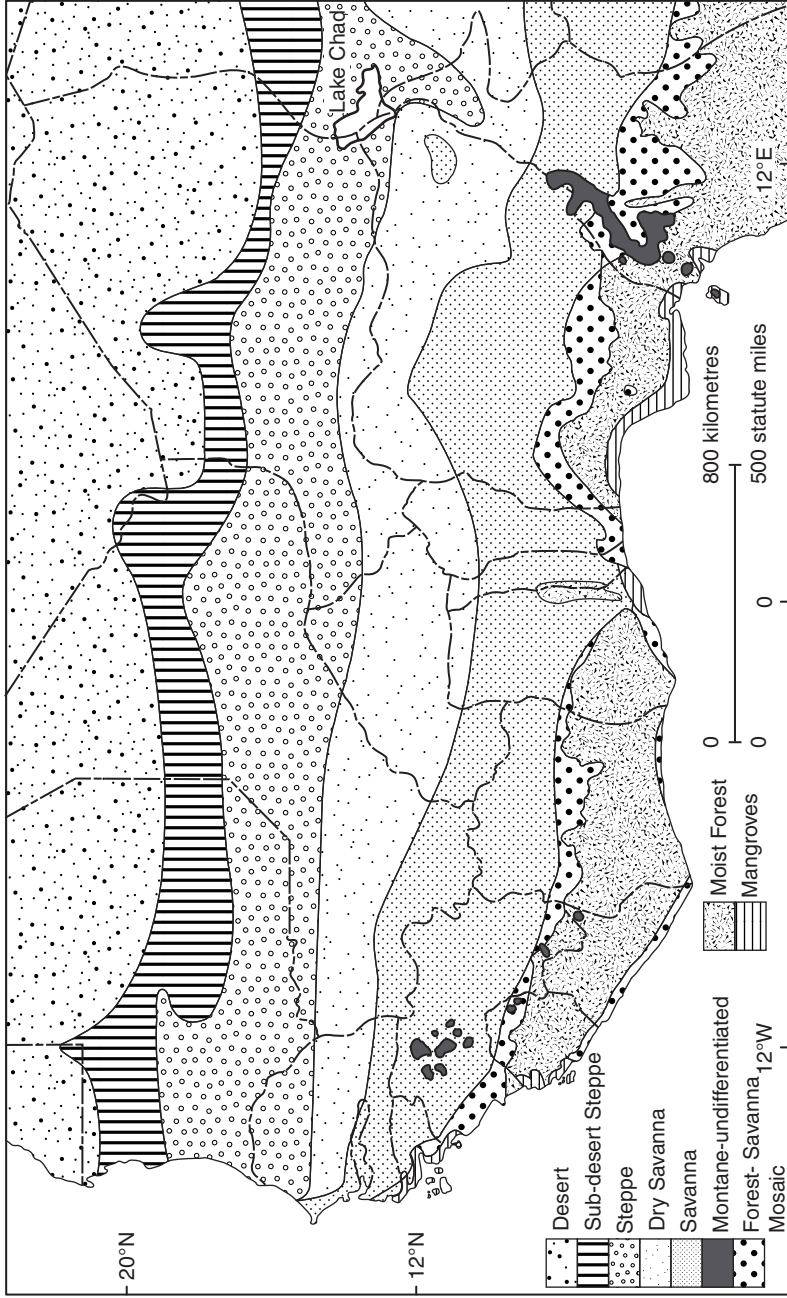 20°N
12°N
Lake Chad
12°E
0
12°W
800 kilometres
0
500 statute miles
0
Desert
Sub-desert Steppe
Steppe
Dry Savanna
Savanna
Montane-undifferentiated
Forest- Savanna
Mosaic
Moist Forest
Mangroves